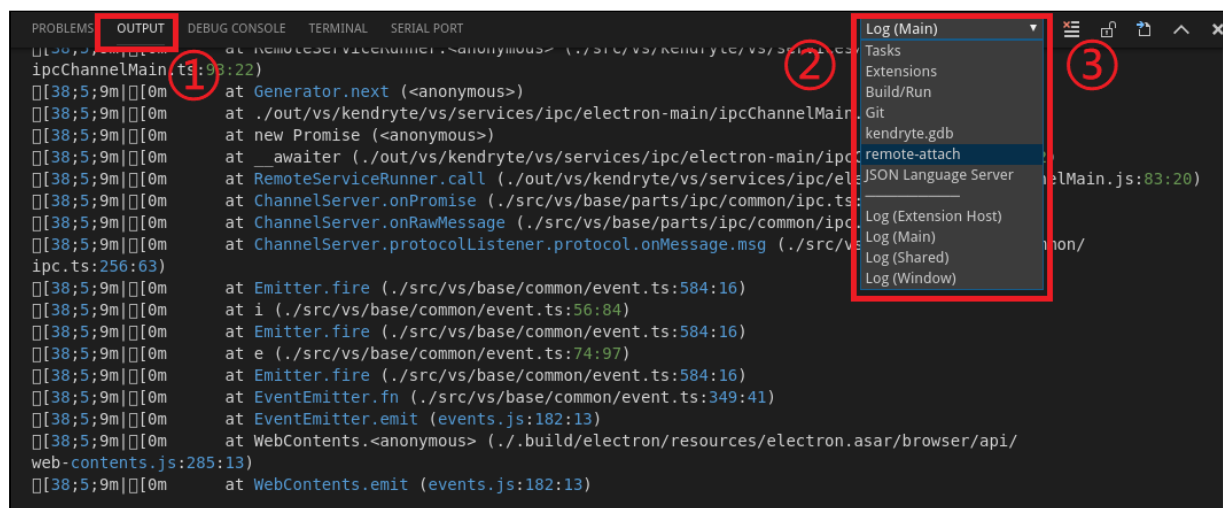 PROBLEMS OUTPUT DEBUG CONSOLE TERMINAL SERIAL PORT Log (Main)
① ② ③
Tasks
Extensions
Build/Run
Git
kendryte.gdb
remote-attach
JSON Language Server
Log (Extension Host)
Log (Main)
Log (Shared)
Log (Window)
[38;5;9m|[0m at RemoteServiceRunner.<anonymous> (./src/vs/kendryte/vs/services/
ipcChannelMain.ts:93:22)
[38;5;9m|[0m at Generator.next (<anonymous>)
[38;5;9m|[0m at ./out/vs/kendryte/vs/services/ipc/electron-main/ipcChannelMain.
[38;5;9m|[0m at new Promise (<anonymous>)
[38;5;9m|[0m at __awaiter (./out/vs/kendryte/vs/services/ipc/electron-main/ipc
[38;5;9m|[0m at RemoteServiceRunner.call (./out/vs/kendryte/vs/services/ipc/ele elMain.js:83:20)
[38;5;9m|[0m at ChannelServer.onPromise (./src/vs/base/parts/ipc/common/ipc.ts:
[38;5;9m|[0m at ChannelServer.onRawMessage (./src/vs/base/parts/ipc/common/ipc.
[38;5;9m|[0m at ChannelServer.protocolListener.protocol.onMessage.msg (./src/vs mon/
ipc.ts:256:63)
[38;5;9m|[0m at Emitter.fire (./src/vs/base/common/event.ts:584:16)
[38;5;9m|[0m at i (./src/vs/base/common/event.ts:56:84)
[38;5;9m|[0m at Emitter.fire (./src/vs/base/common/event.ts:584:16)
[38;5;9m|[0m at e (./src/vs/base/common/event.ts:74:97)
[38;5;9m|[0m at Emitter.fire (./src/vs/base/common/event.ts:584:16)
[38;5;9m|[0m at EventEmitter.fn (./src/vs/base/common/event.ts:349:41)
[38;5;9m|[0m at EventEmitter.emit (events.js:182:13)
[38;5;9m|[0m at WebContents.<anonymous> (./.build/electron/resources/electron.asar/browser/api/
web-contents.js:285:13)
[38;5;9m|[0m at WebContents.emit (events.js:182:13)